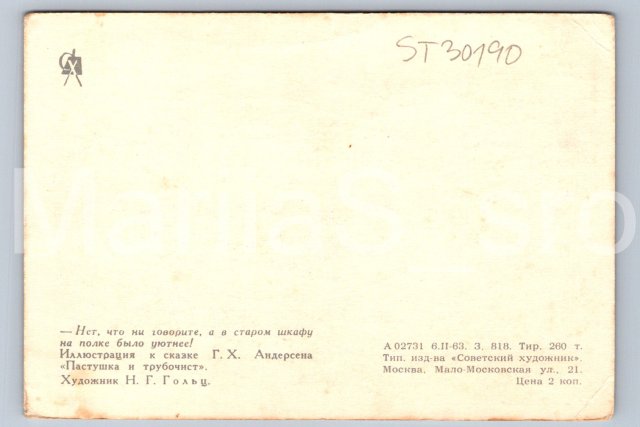 СХ
ST30190
MariiaS_sro
— Нет, что ни говорите, а в старом шкафу
на полке было уютнее!
Иллюстрация к сказке Г. Х. Андерсена
«Пастушка и трубочист».
Художник Н. Г. Гольц.
А 02731 6.II-63. З. 818. Тир. 260 т.
Тип. изд-ва «Советский художник».
Москва, Мало-Московская ул., 21.
Цена 2 коп.